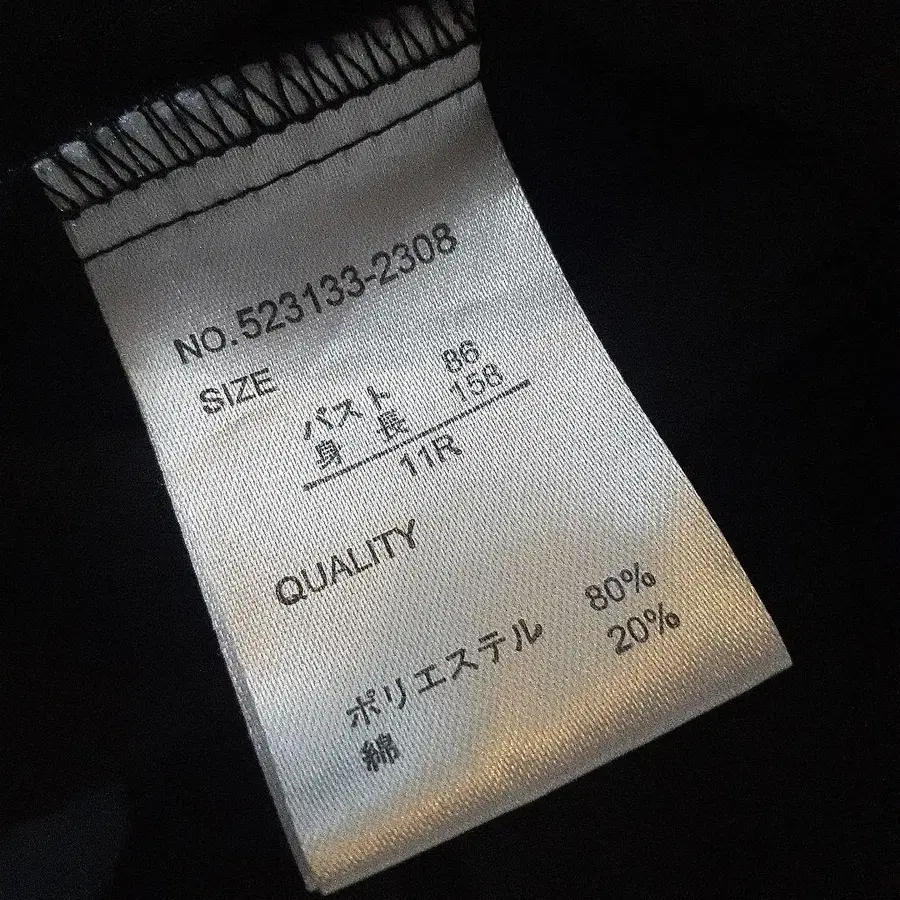 NO.523133-2308
SIZE
バスト 86
身 長 158
11R
QUALITY
ポリエステル 80%
綿 20%